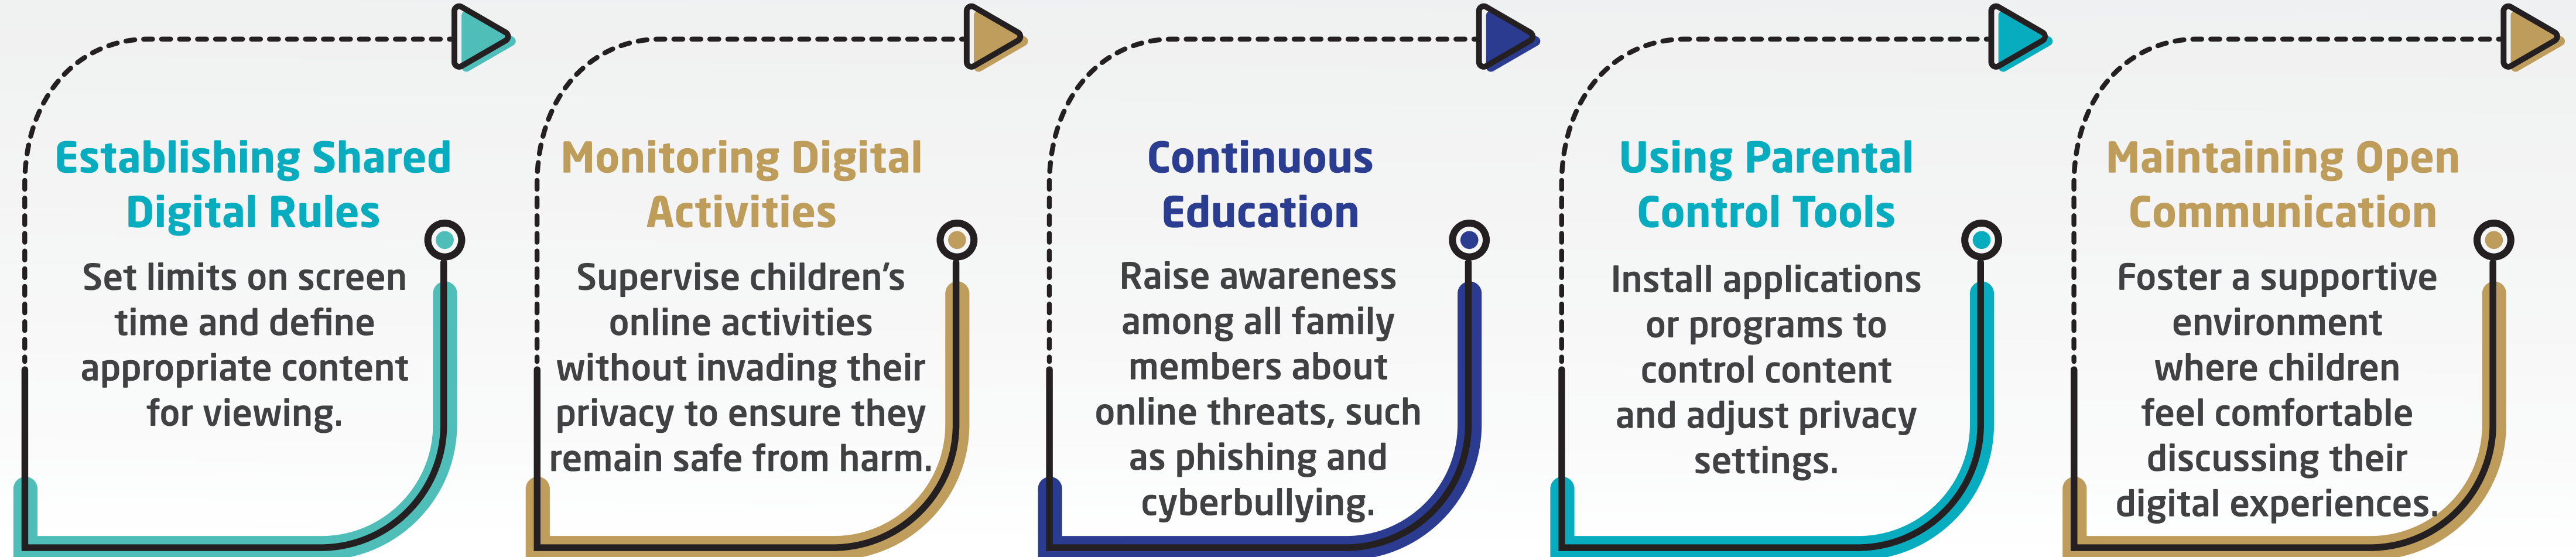 Establishing Shared
Digital Rules
Set limits on screen
time and define
appropriate content
for viewing.
Monitoring Digital
Activities
Supervise children's
online activities
without invading their
privacy to ensure they
remain safe from harm.
Continuous
Education
Raise awareness
among all family
members about
online threats, such
as phishing and
cyberbullying.
Using Parental
Control Tools
Install applications
or programs to
control content
and adjust privacy
settings.
Maintaining Open
Communication
Foster a supportive
environment
where children
feel comfortable
discussing their
digital experiences.